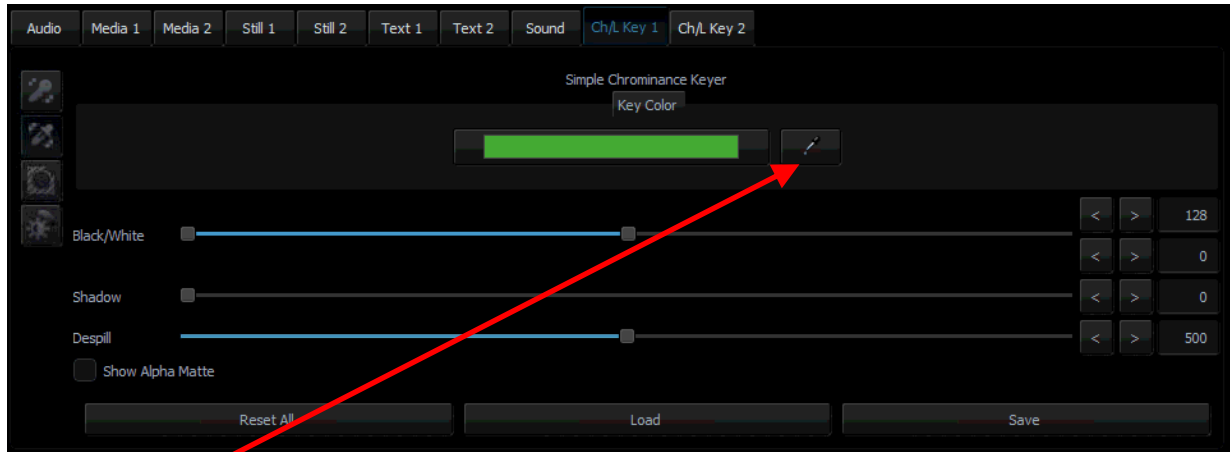 Audio Media 1 Media 2 Still 1 Still 2 Text 1 Text 2 Sound Ch/L Key 1 Ch/L Key 2
Simple Chrominance Keyer
Key Color
< > 128
Black/White
< > 0
Shadow < > 0
Despill < > 500
Show Alpha Matte
Reset All Load Save